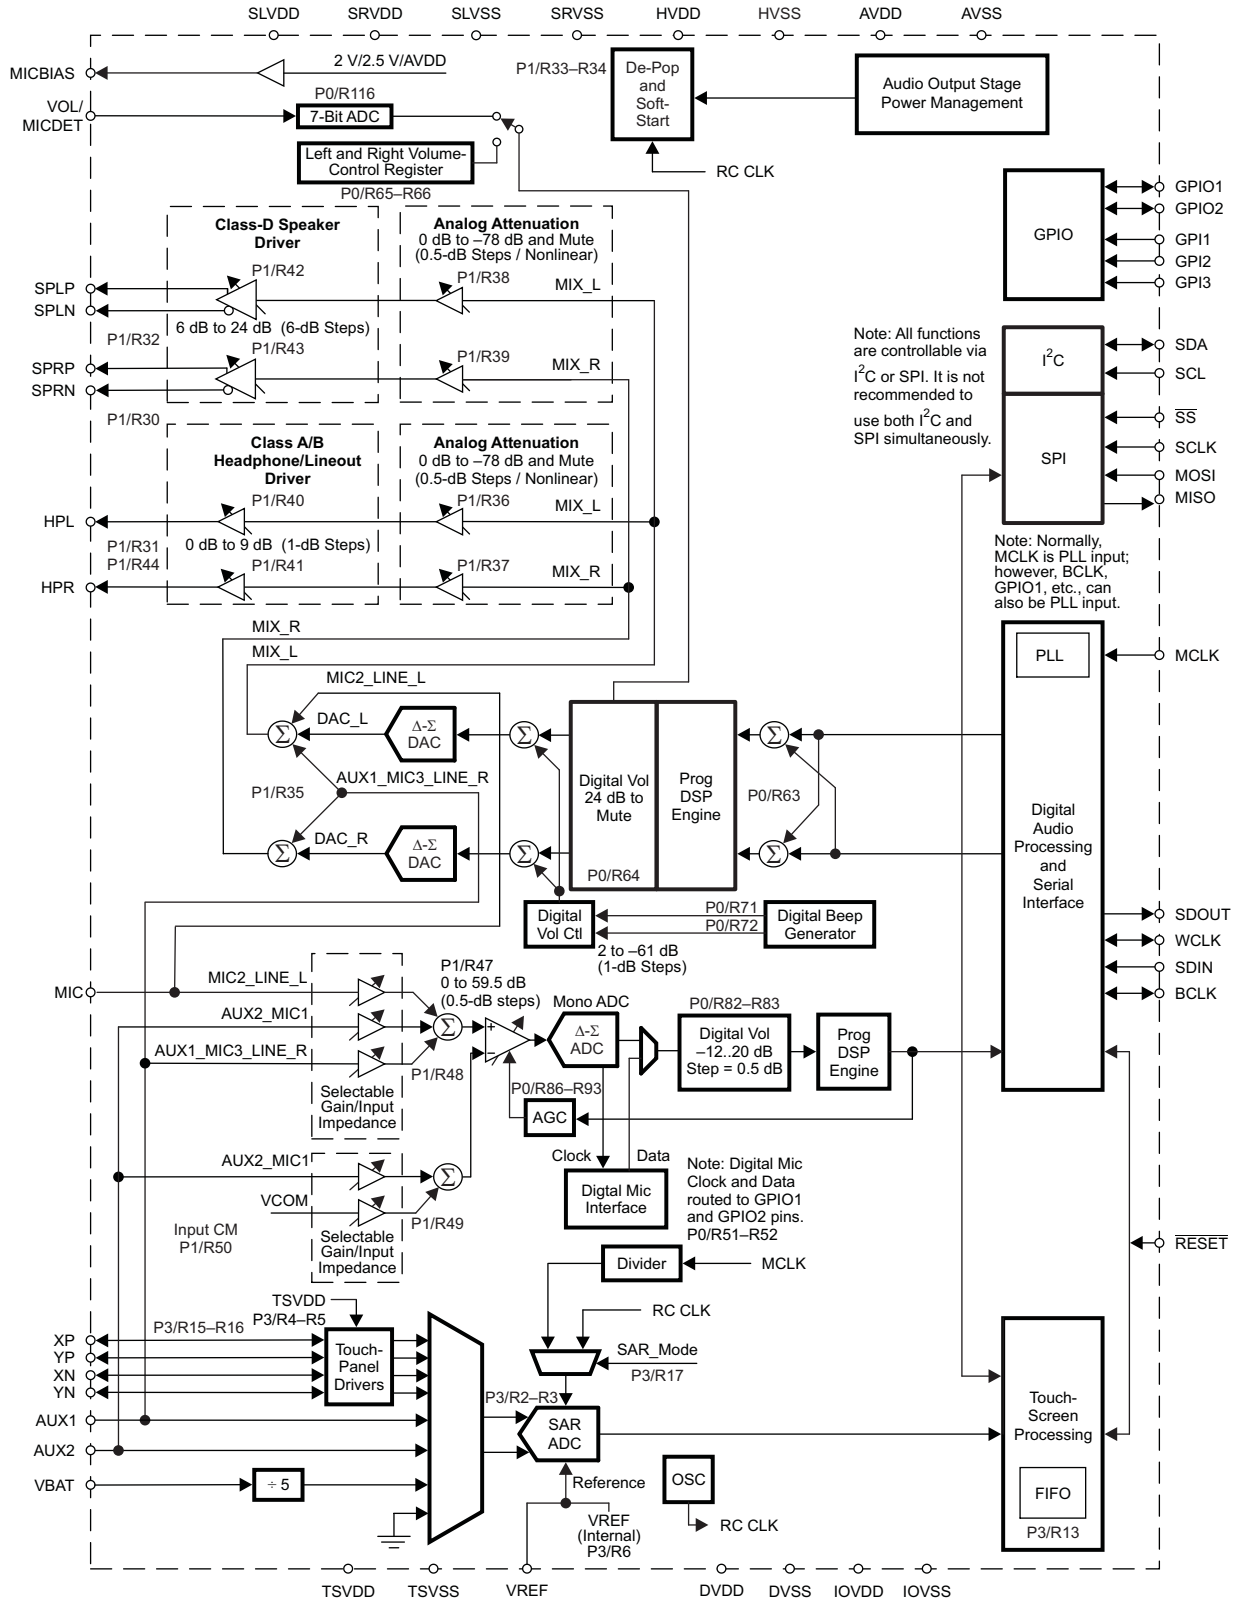 SLVDD SRVDD SLVSS SRVSS HVDD HVSS AVDD AVSS
MICBIAS
2 V/2.5 V/AVDD
P1/R33–R34
De-Pop
and
Soft-
Start
Audio Output Stage
Power Management
RC CLK
VOL/
MICDET
P0/R116
7-Bit ADC
Left and Right Volume-
Control Register
P0/R65–R66
GPIO
GPIO1
GPIO2
GPI1
GPI2
GPI3
Class-D Speaker
Driver
Analog Attenuation
0 dB to –78 dB and Mute
(0.5-dB Steps / Nonlinear)
P1/R42
P1/R38
MIX_L
SPLP
SPLN
6 dB to 24 dB (6-dB Steps)
P1/R32
P1/R43
P1/R39
MIX_R
SPRP
SPRN
P1/R30
Note: All functions
are controllable via
I2C or SPI. It is not
recommended to
use both I2C and
SPI simultaneously.
I2C
SPI
SDA
SCL
SS
SCLK
MOSI
MISO
Class A/B
Headphone/Lineout
Driver
Analog Attenuation
0 dB to –78 dB and Mute
(0.5-dB Steps / Nonlinear)
P1/R40
P1/R36
MIX_L
HPL
0 dB to 9 dB (1-dB Steps)
P1/R31
P1/R44
P1/R41
P1/R37
MIX_R
HPR
Note: Normally,
MCLK is PLL input;
however, BCLK,
GPIO1, etc., can
also be PLL input.
MIX_R
MIX_L
MIC2_LINE_L
PLL
MCLK
Σ
DAC_L
Δ-Σ
DAC
Σ
Digital Vol
24 dB to
Mute
Prog
DSP
Engine
Σ
P1/R35
AUX1_MIC3_LINE_R
P0/R63
Σ
DAC_R
Δ-Σ
DAC
Σ
P0/R64
Σ
Digital
Audio
Processing
and
Serial
Interface
Digital
Vol Ctl
P0/R71
P0/R72
Digital Beep
Generator
2 to –61 dB
(1-dB Steps)
SDOUT
WCLK
SDIN
BCLK
MIC
MIC2_LINE_L
AUX2_MIC1
AUX1_MIC3_LINE_R
Selectable
Gain/Input
Impedance
P1/R47
0 to 59.5 dB
(0.5-dB steps)
Σ
P1/R48
+
–
Mono ADC
Δ-Σ
ADC
P0/R82–R83
Digital Vol
–12..20 dB
Step = 0.5 dB
Prog
DSP
Engine
P0/R86–R93
AGC
Clock
Data
Digtal Mic
Interface
Note: Digital Mic
Clock and Data
routed to GPIO1
and GPIO2 pins.
P0/R51–R52
AUX2_MIC1
VCOM
Σ
P1/R49
Input CM
P1/R50
Selectable
Gain/Input
Impedance
RESET
Divider
MCLK
RC CLK
SAR_Mode
P3/R17
TSVDD
P3/R4–R5
P3/R15–R16
XP
YP
XN
YN
Touch-
Panel
Drivers
AUX1
AUX2
VBAT
÷ 5
P3/R2–R3
SAR
ADC
Reference
VREF
(Internal)
P3/R6
OSC
RC CLK
Touch-
Screen
Processing
FIFO
P3/R13
TSVDD TSVSS VREF DVDD DVSS IOVDD IOVSS